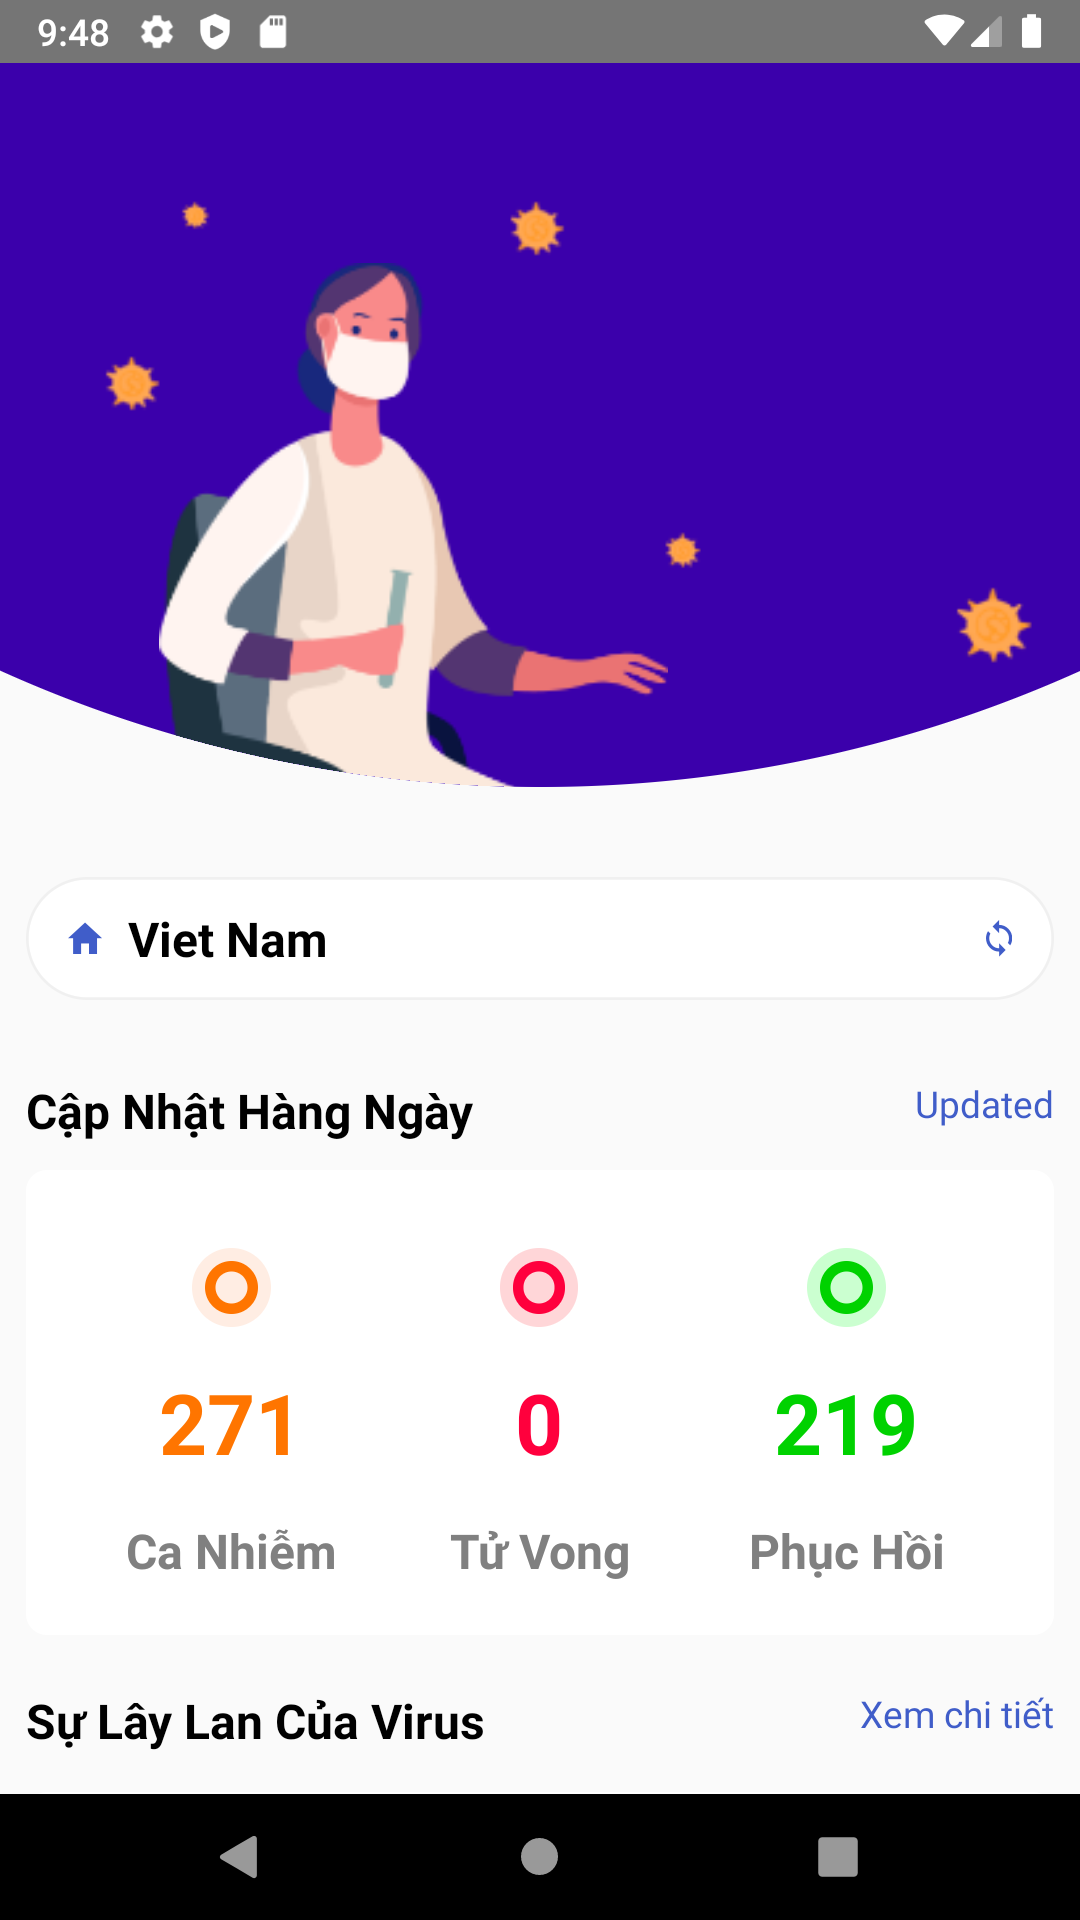 9:48
Viet Nam
Cập Nhật Hàng Ngày
Updated
271
0
219
Ca Nhiễm
Tử Vong
Phục Hồi
Sự Lây Lan Của Virus
Xem chi tiết